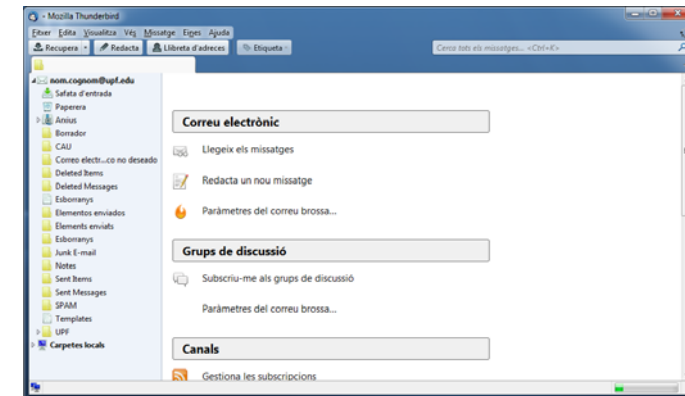 - Mozilla Thunderbird
Fitxer Edita Visualitza Vés Missatge Eines Ajuda
Recupera Redacta Llibreta d'adreces Etiqueta Cerca tots els missatges... <Ctrl+K>
nom.cognom@upf.edu
Safata d'entrada
Paperera
Arxius
Borrador
CAU
Correo electr...co no deseado
Deleted Items
Deleted Messages
Esborranys
Elementos enviados
Elements enviats
Esborranys
Junk E-mail
Notes
Sent Items
Sent Messages
SPAM
Templates
UPF
Carpetes locals
Correu electrònic
Llegeix els missatges
Redacta un nou missatge
Paràmetres del correu brossa...
Grups de discussió
Subscriu-me als grups de discussió
Paràmetres del correu brossa...
Canals
Gestiona les subscripcions